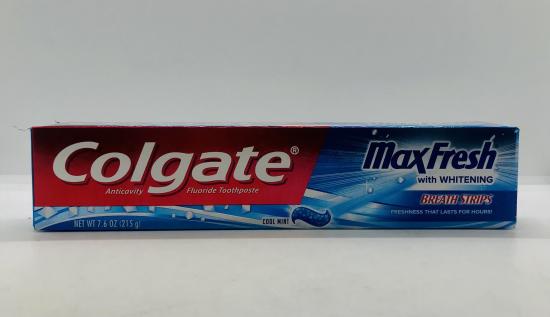 Colgate®
Anticavity Fluoride Toothpaste
NET WT 7.6 OZ (215 g)
COOL MINT
MaxFresh
with WHITENING
BREATH STRIPS
FRESHNESS THAT LASTS FOR HOURS!